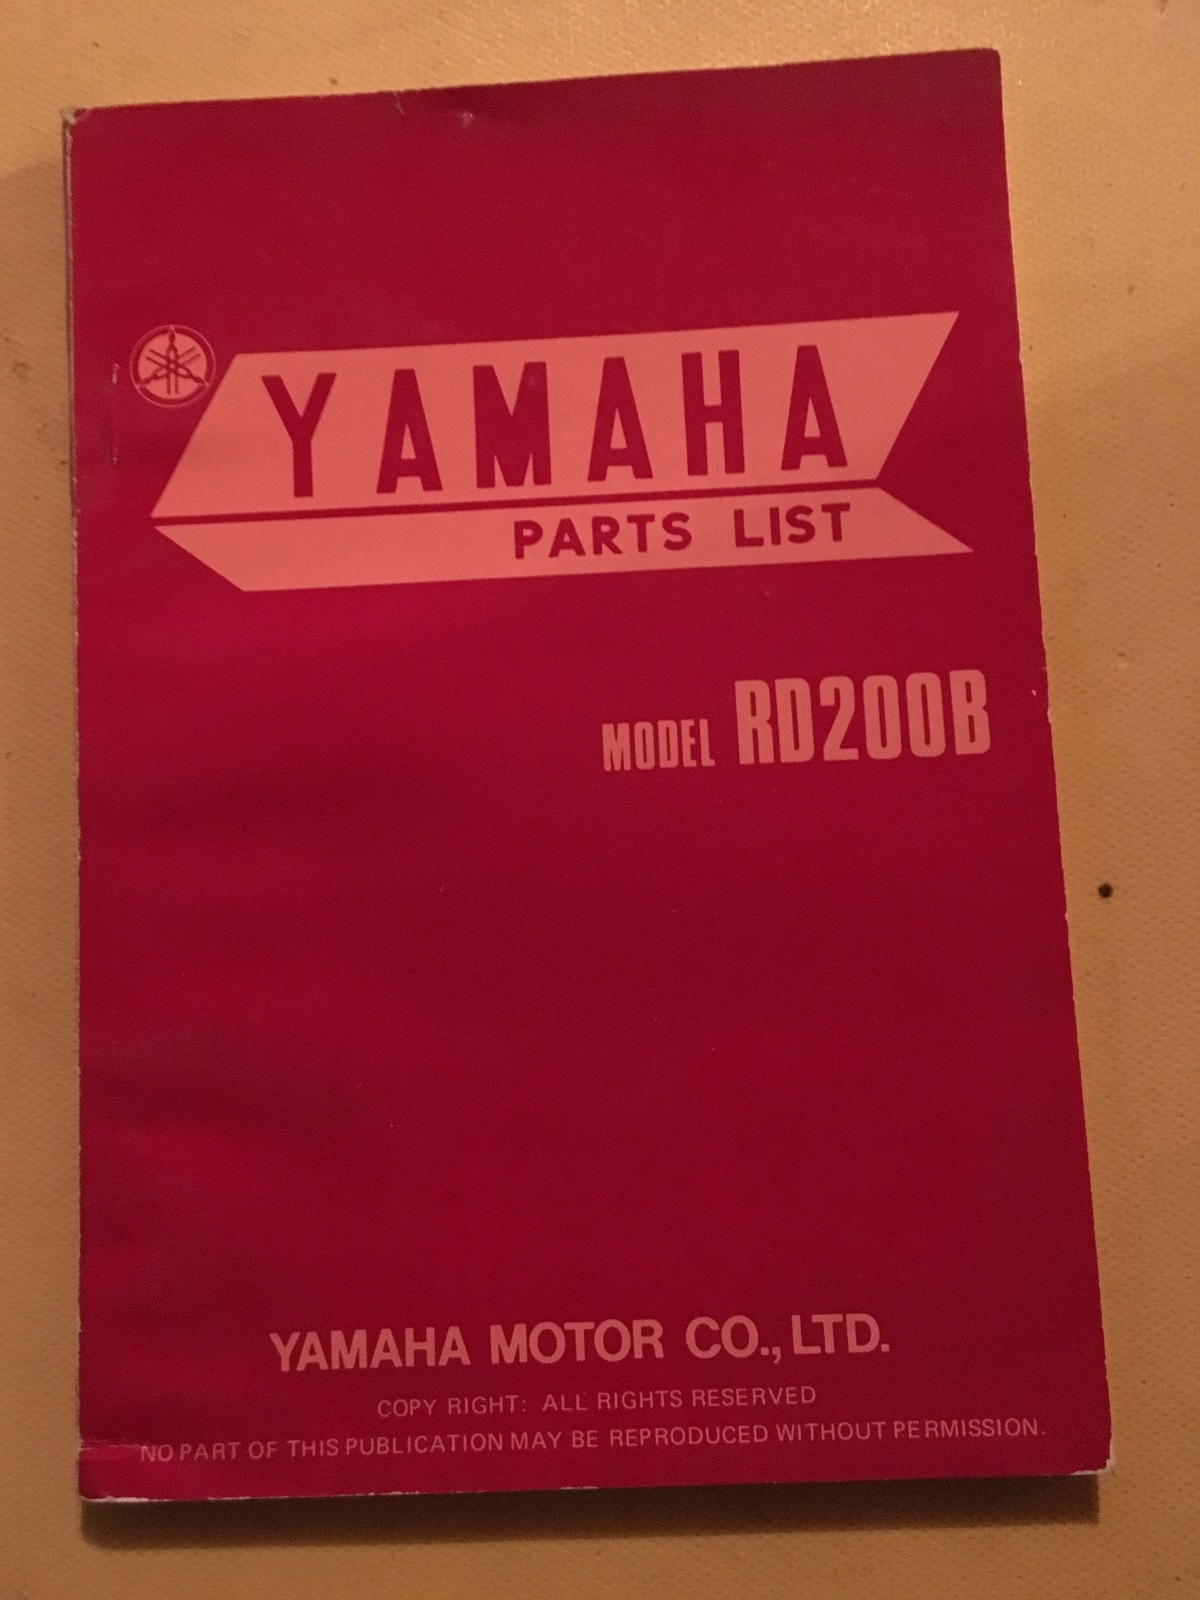 YAMAHA
PARTS LIST
MODEL RD200B
YAMAHA MOTOR CO., LTD.
COPY RIGHT: ALL RIGHTS RESERVED
NO PART OF THIS PUBLICATION MAY BE REPRODUCED WITHOUT PERMISSION.